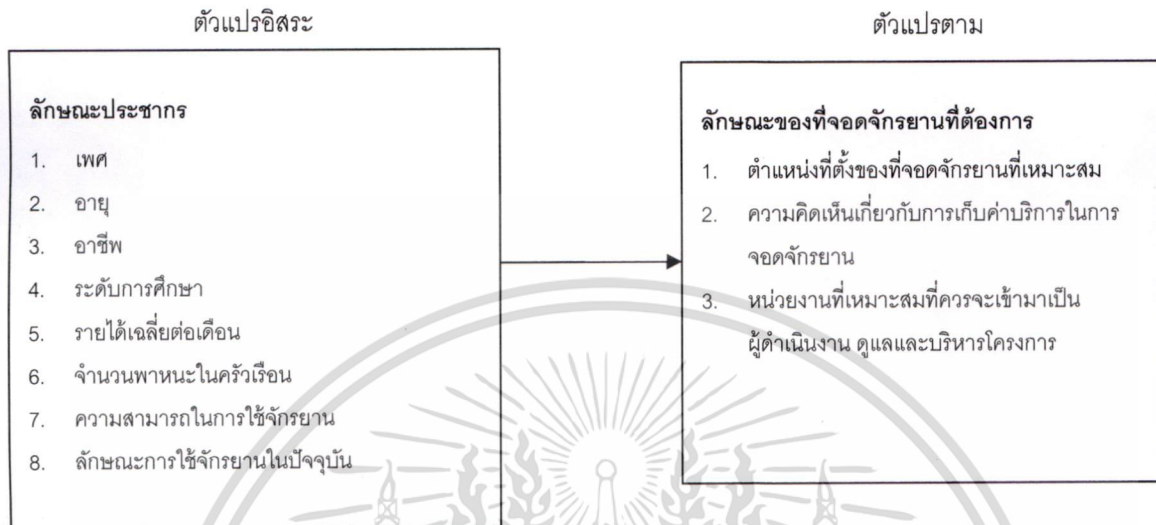 ตัวแปรอิสระ
ลักษณะประชากร
1. เพศ
2. อายุ
3. อาชีพ
4. ระดับการศึกษา
5. รายได้เฉลี่ยต่อเดือน
6. จำนวนพาหนะในครัวเรือน
7. ความสามารถในการใช้จักรยาน
8. ลักษณะการใช้จักรยานในปัจจุบัน
ตัวแปรตาม
ลักษณะของที่จอดจักรยานที่ต้องการ
1. ตำแหน่งที่ตั้งของที่จอดจักรยานที่เหมาะสม
2. ความคิดเห็นเกี่ยวกับการเก็บค่าบริการในการ
จอดจักรยาน
3. หน่วยงานที่เหมาะสมที่ควรจะเข้ามาเป็น
ผู้ดำเนินงาน ดูแลและบริหารโครงการ